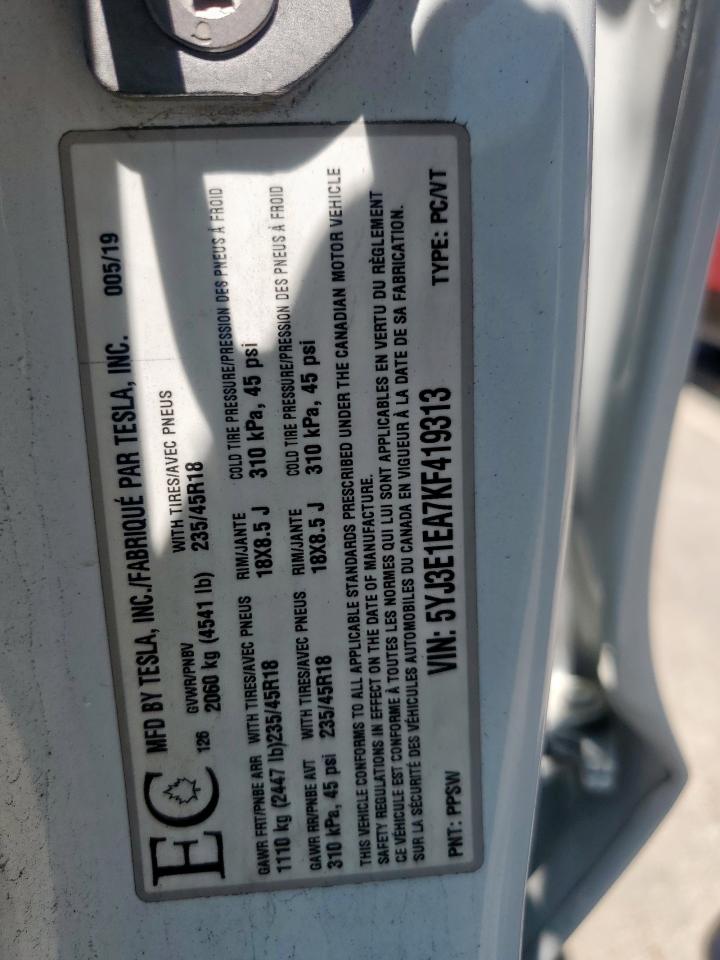 EC
MFD BY TESLA, INC./FABRIQUÉ PAR TESLA, INC. 005/19
126
GVWR/PNBV WITH TIRES/AVEC PNEUS
2060 kg (4541 lb) 235/45R18
GAWR FRT/PNBE ARR WITH TIRES/AVEC PNEUS RIM/JANTE COLD TIRE PRESSURE/PRESSION DES PNEUS À FROID
1110 kg (2447 lb)235/45R18 18X8.5 J 310 kPa, 45 psi
GAWR RR/PNBE AVT WITH TIRES/AVEC PNEUS RIM/JANTE COLD TIRE PRESSURE/PRESSION DES PNEUS À FROID
310 kPa, 45 psi 235/45R18 18X8.5 J 310 kPa, 45 psi
THIS VEHICLE CONFORMS TO ALL APPLICABLE STANDARDS PRESCRIBED UNDER THE CANADIAN MOTOR VEHICLE
SAFETY REGULATIONS IN EFFECT ON THE DATE OF MANUFACTURE.
CE VÉHICULE EST CONFORME À TOUTES LES NORMES QUI LUI SONT APPLICABLES EN VERTU DU RÈGLEMENT
SUR LA SÉCURITÉ DES VÉHICULES AUTOMOBILES DU CANADA EN VIGUEUR À LA DATE DE SA FABRICATION.
VIN: 5YJ3E1EA7KF419313
PNT: PPSW TYPE: PC/VT